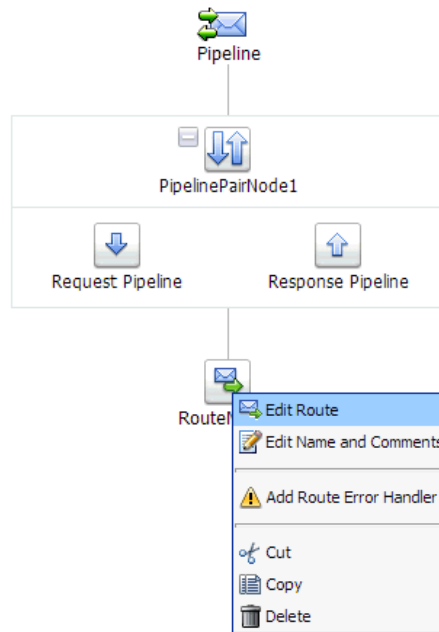 Pipeline
PipelinePairNode1
Request Pipeline
Response Pipeline
Edit Route
Edit Name and Comments
Add Route Error Handler
Cut
Copy
Delete